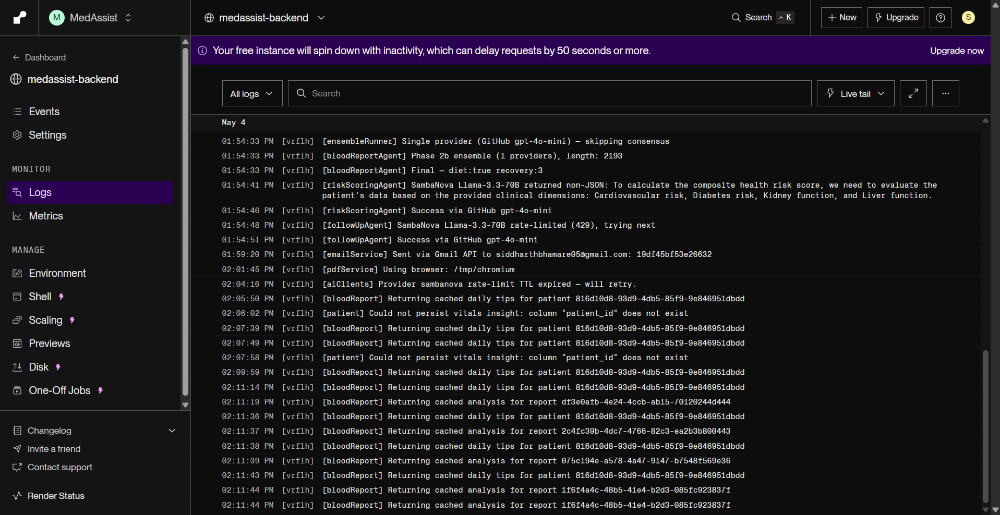 M MedAssist
medassist-backend
Search ^ K
+ New
Upgrade
S
← Dashboard
medassist-backend
Events
Settings
MONITOR
Logs
Metrics
MANAGE
Environment
Shell
Scaling
Previews
Disk
One-Off Jobs
Changelog
Invite a friend
Contact support
Render Status
Your free instance will spin down with inactivity, which can delay requests by 50 seconds or more.
Upgrade now
All logs
Search
Live tail
...
May 4
01:54:33 PM [vrflh] [ensembleRunner] Single provider (GitHub gpt-4o-mini) — skipping consensus
01:54:33 PM [vrflh] [bloodReportAgent] Phase 2b ensemble (1 providers), length: 2193
01:54:33 PM [vrflh] [bloodReportAgent] Final — diet:true recovery:3
01:54:41 PM [vrflh] [riskScoringAgent] SambaNova Llama-3.3-70B returned non-JSON: To calculate the composite health risk score, we need to evaluate the
patient's data based on the provided clinical dimensions: Cardiovascular risk, Diabetes risk, Kidney function, and Liver function.
01:54:46 PM [vrflh] [riskScoringAgent] Success via GitHub gpt-4o-mini
01:54:48 PM [vrflh] [followUpAgent] SambaNova Llama-3.3-70B rate-limited (429), trying next
01:54:51 PM [vrflh] [followUpAgent] Success via GitHub gpt-4o-mini
01:59:20 PM [vrflh] [emailService] Sent via Gmail API to siddharthbhamare05@gmail.com: 19df45bf53e26632
02:01:45 PM [vrflh] [pdfService] Using browser: /tmp/chromium
02:04:16 PM [vrflh] [aiClients] Provider sambanova rate-limit TTL expired — will retry.
02:05:50 PM [vrflh] [bloodReport] Returning cached daily tips for patient 816d10d8-93d9-4db5-85f9-9e846951dbdd
02:06:02 PM [vrflh] [patient] Could not persist vitals insight: column "patient_id" does not exist
02:07:39 PM [vrflh] [bloodReport] Returning cached daily tips for patient 816d10d8-93d9-4db5-85f9-9e846951dbdd
02:07:49 PM [vrflh] [bloodReport] Returning cached daily tips for patient 816d10d8-93d9-4db5-85f9-9e846951dbdd
02:07:58 PM [vrflh] [patient] Could not persist vitals insight: column "patient_id" does not exist
02:09:59 PM [vrflh] [bloodReport] Returning cached daily tips for patient 816d10d8-93d9-4db5-85f9-9e846951dbdd
02:11:14 PM [vrflh] [bloodReport] Returning cached daily tips for patient 816d10d8-93d9-4db5-85f9-9e846951dbdd
02:11:19 PM [vrflh] [bloodReport] Returning cached analysis for report df3e0afb-4e24-4ccb-ab15-70120244d444
02:11:36 PM [vrflh] [bloodReport] Returning cached daily tips for patient 816d10d8-93d9-4db5-85f9-9e846951dbdd
02:11:37 PM [vrflh] [bloodReport] Returning cached analysis for report 2c4fc39b-4dc7-4766-82c3-ea2b3b800443
02:11:38 PM [vrflh] [bloodReport] Returning cached daily tips for patient 816d10d8-93d9-4db5-85f9-9e846951dbdd
02:11:39 PM [vrflh] [bloodReport] Returning cached analysis for report 075c194e-a578-4a47-9147-b7548f569e36
02:11:43 PM [vrflh] [bloodReport] Returning cached daily tips for patient 816d10d8-93d9-4db5-85f9-9e846951dbdd
02:11:44 PM [vrflh] [bloodReport] Returning cached analysis for report 1f6f4a4c-48b5-41e4-b2d3-085fc923837f
02:11:44 PM [vrflh] [bloodReport] Returning cached analysis for report 1f6f4a4c-48b5-41e4-b2d3-085fc923837f